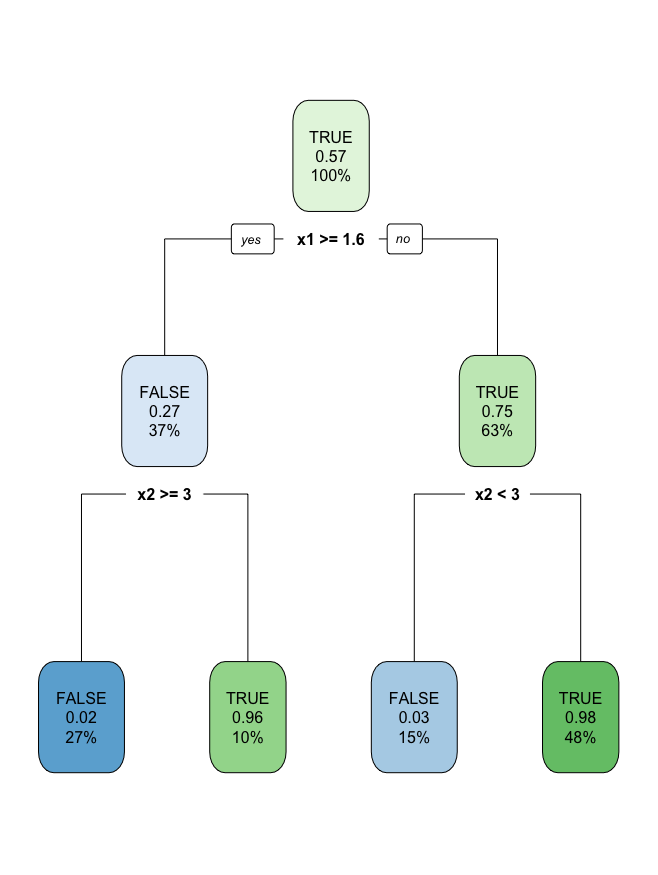 TRUE
0.57
100%
yes x1 >= 1.6 no
FALSE
0.27
37%
TRUE
0.75
63%
x2 >= 3
x2 < 3
FALSE
0.02
27%
TRUE
0.96
10%
FALSE
0.03
15%
TRUE
0.98
48%